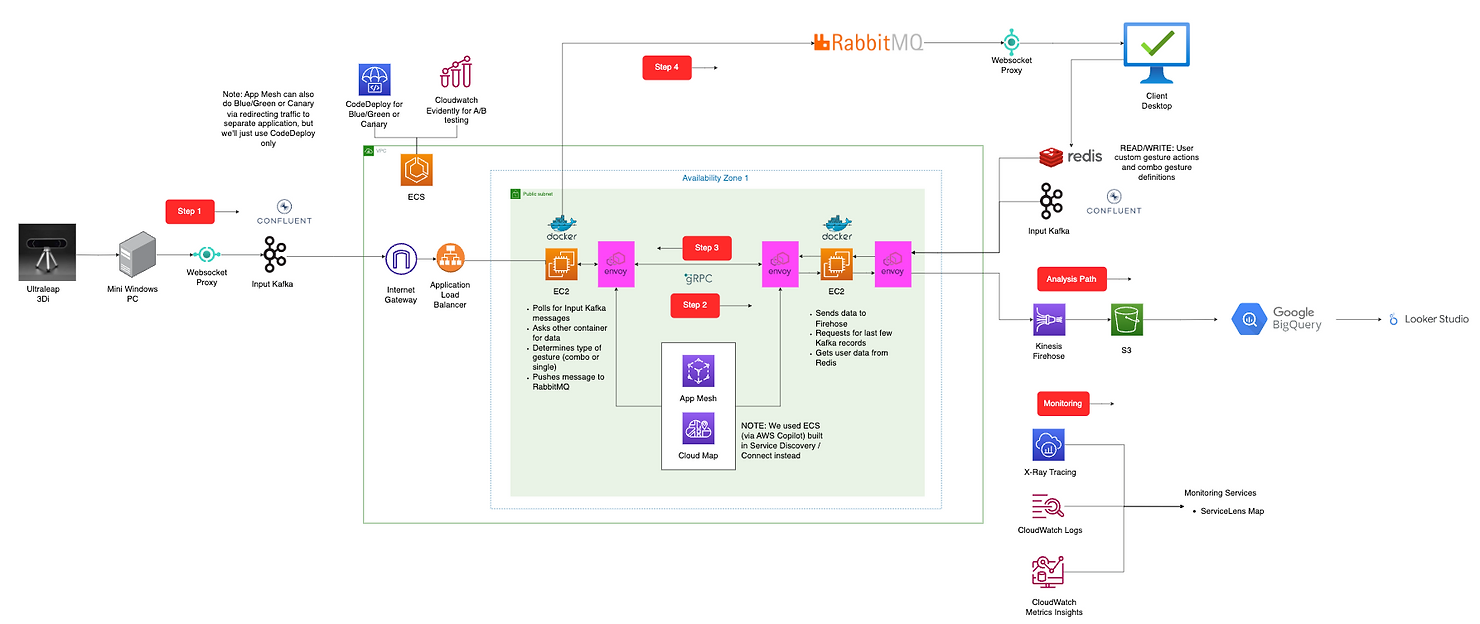 RabbitMQ
Step 4
Websocket
Proxy
Client
Desktop
Note: App Mesh can also
do Blue/Green or Canary
via redirecting traffic to
separate application, but
we'll just use CodeDeploy
only
CodeDeploy for
Blue/Green or
Canary
Cloudwatch
Evidently for A/B
testing
VPC
ECS
Availability Zone 1
Public subnet
redis
READ/WRITE: User
custom gesture actions
and combo gesture
definitions
Input Kafka
CONFLUENT
Step 1
CONFLUENT
Ultraleap
3Di
Mini Windows
PC
Websocket
Proxy
Input Kafka
Internet
Gateway
Application
Load
Balancer
docker
EC2
envoy
Step 3
gRPC
Step 2
envoy
docker
EC2
envoy
• Polls for Input Kafka
messages
• Asks other container
for data
• Determines type of
gesture (combo or
single)
• Pushes message to
RabbitMQ
• Sends data to
Firehose
• Requests for last few
Kafka records
• Gets user data from
Redis
App Mesh
Cloud Map
NOTE: We used ECS
(via AWS Copilot) built
in Service Discovery /
Connect instead
Analysis Path
Kinesis
Firehose
S3
Google
BigQuery
Looker Studio
Monitoring
X-Ray Tracing
CloudWatch Logs
CloudWatch
Metrics Insights
Monitoring Services
• ServiceLens Map